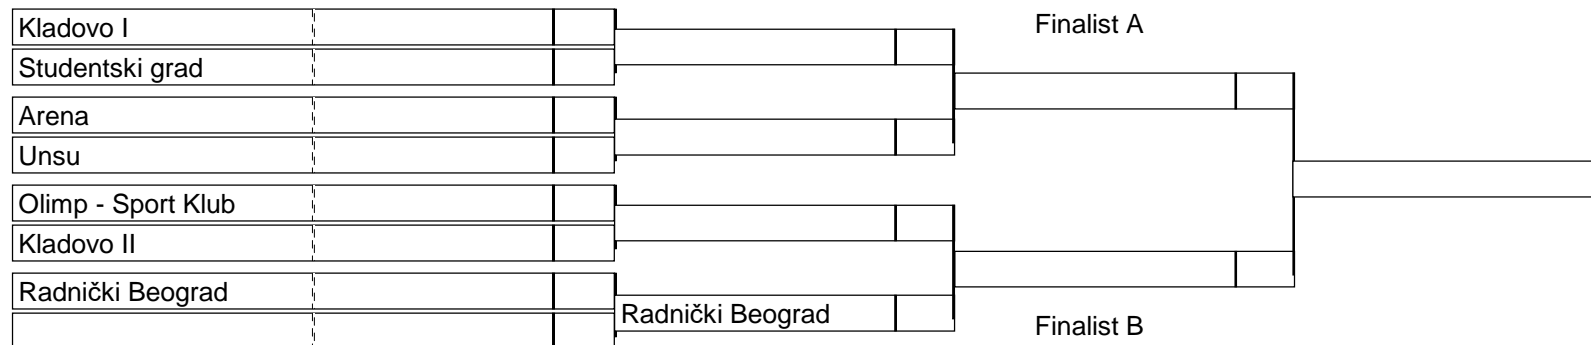 Kladovo I
Studentski grad
Arena
Unsu
Olimp - Sport Klub
Kladovo II
Radnički Beograd
Radnički Beograd
Finalist A
Finalist B